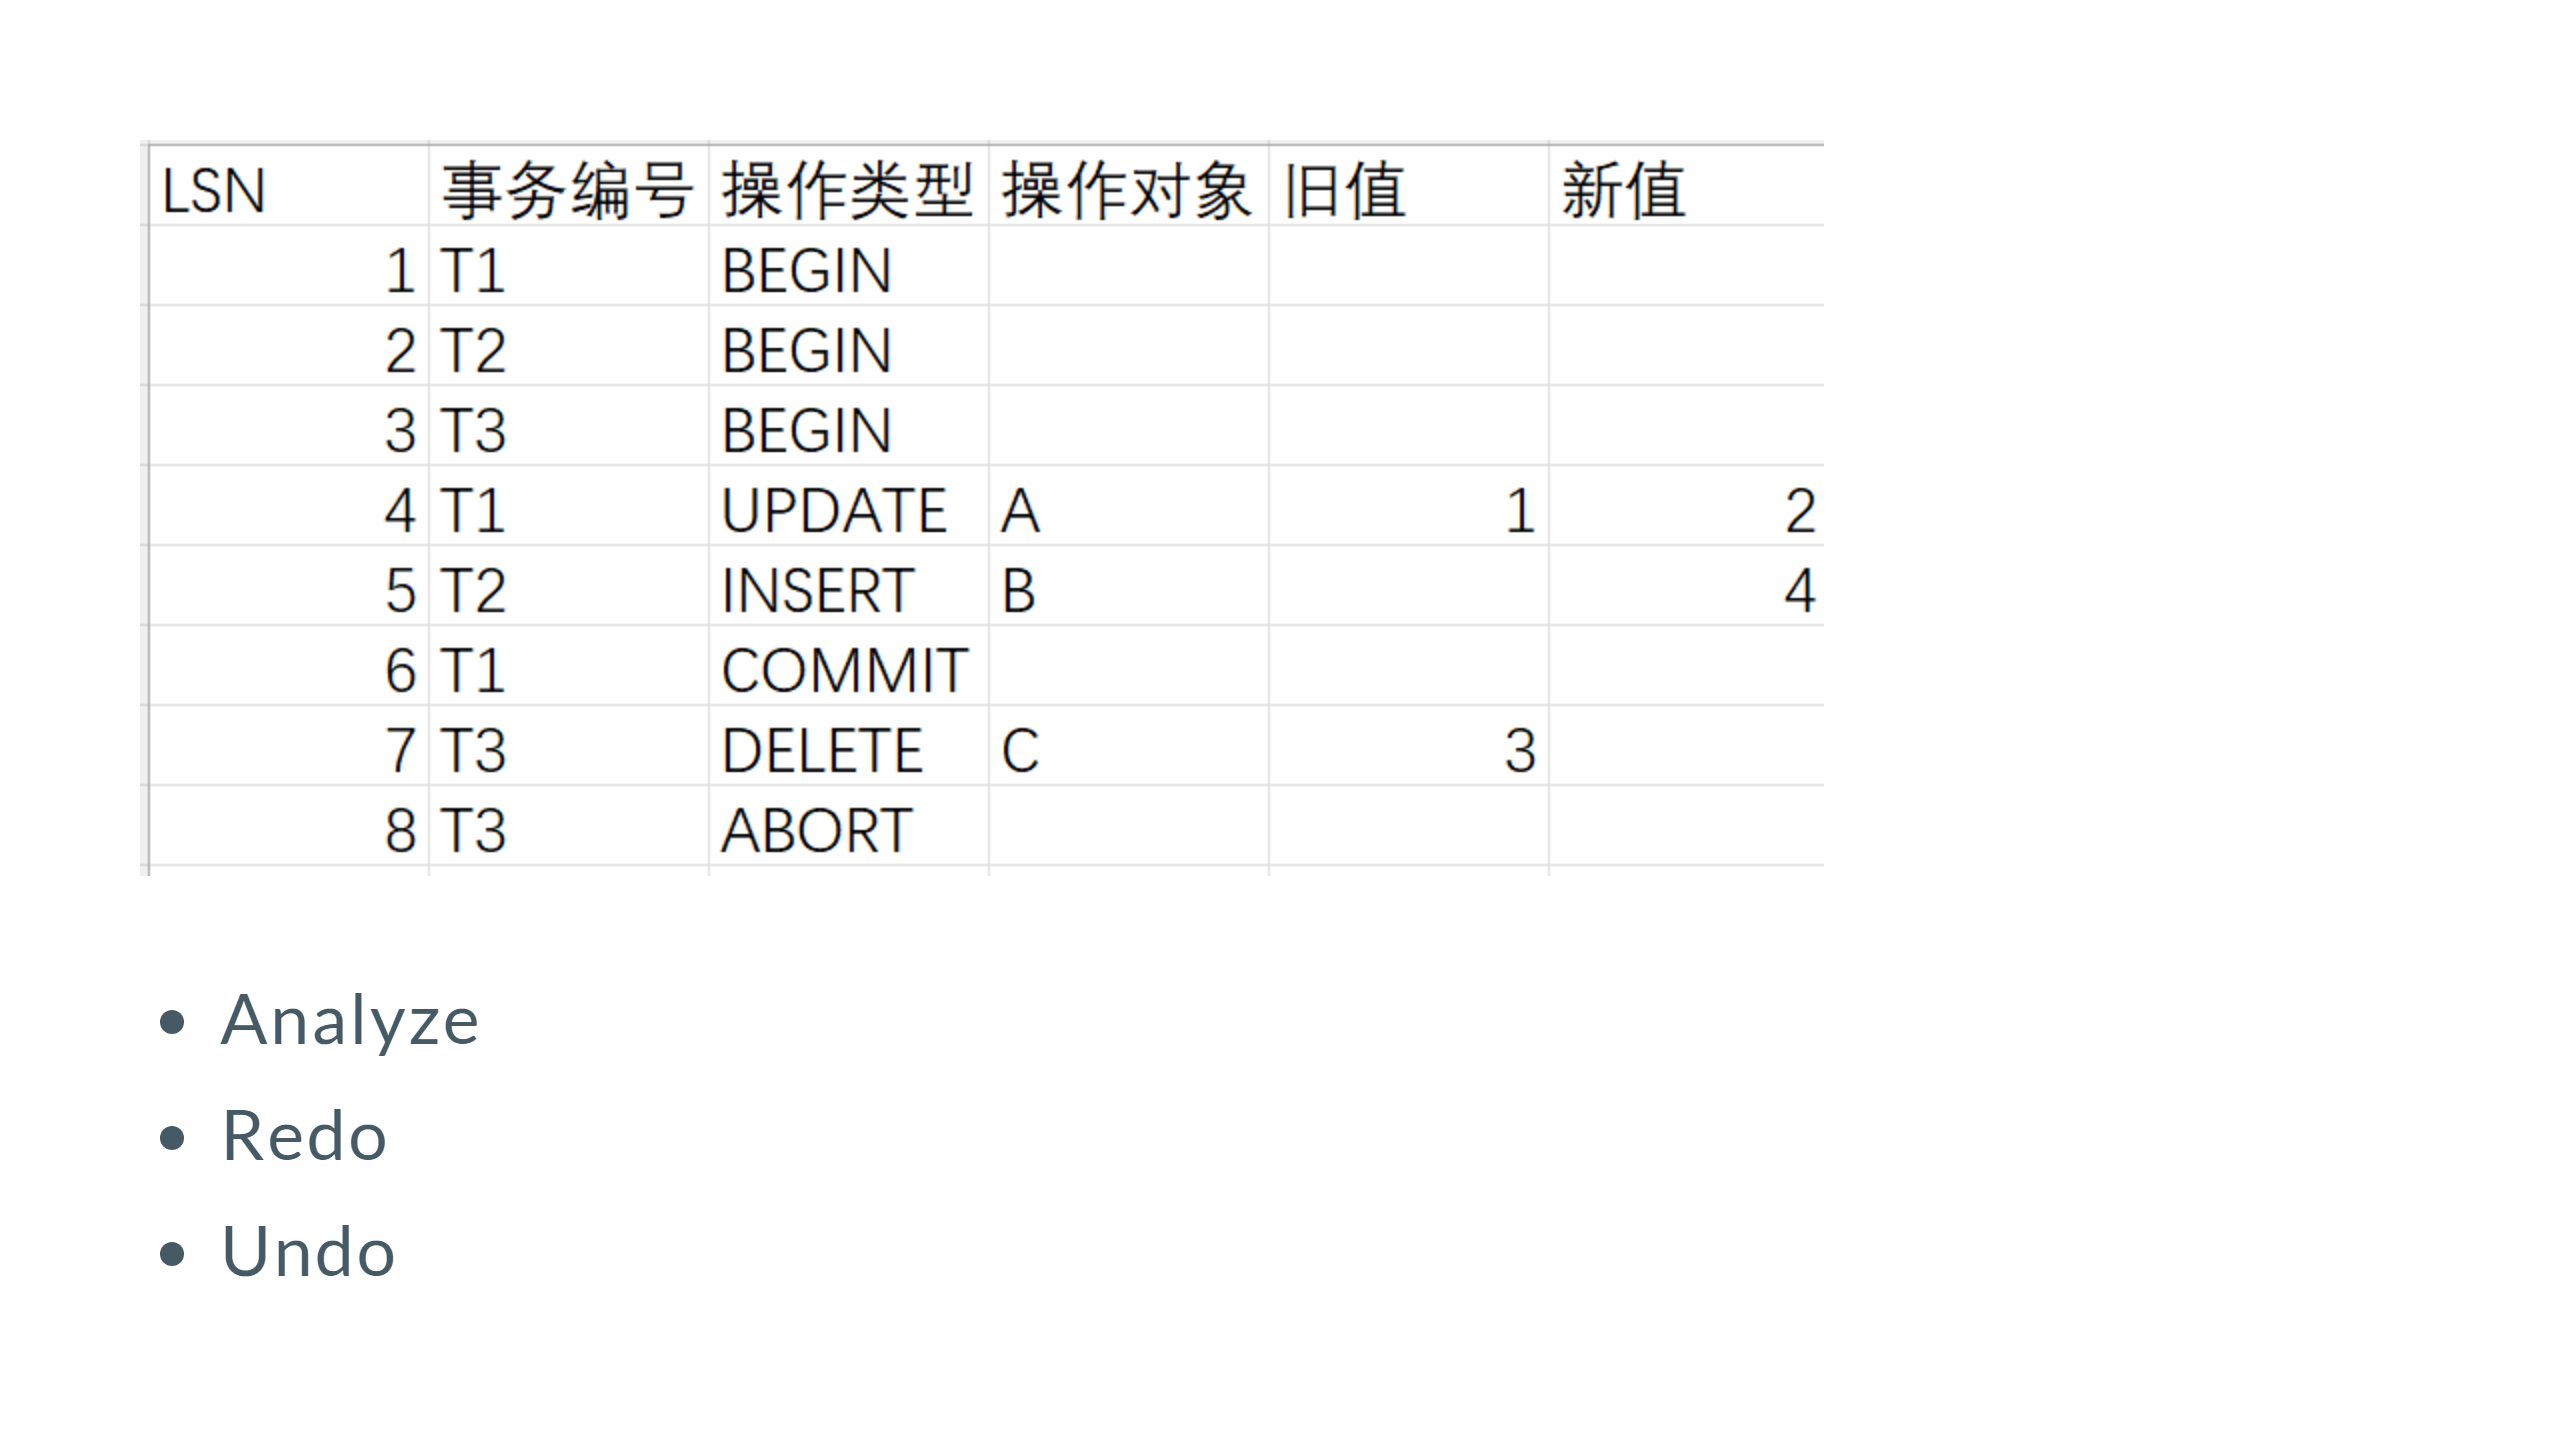 LSN 事务编号 操作类型 操作对象 旧值 新值
1 T1 BEGIN
2 T2 BEGIN
3 T3 BEGIN
4 T1 UPDATE A 1 2
5 T2 INSERT B 4
6 T1 COMMIT
7 T3 DELETE C 3
8 T3 ABORT
• Analyze
• Redo
• Undo